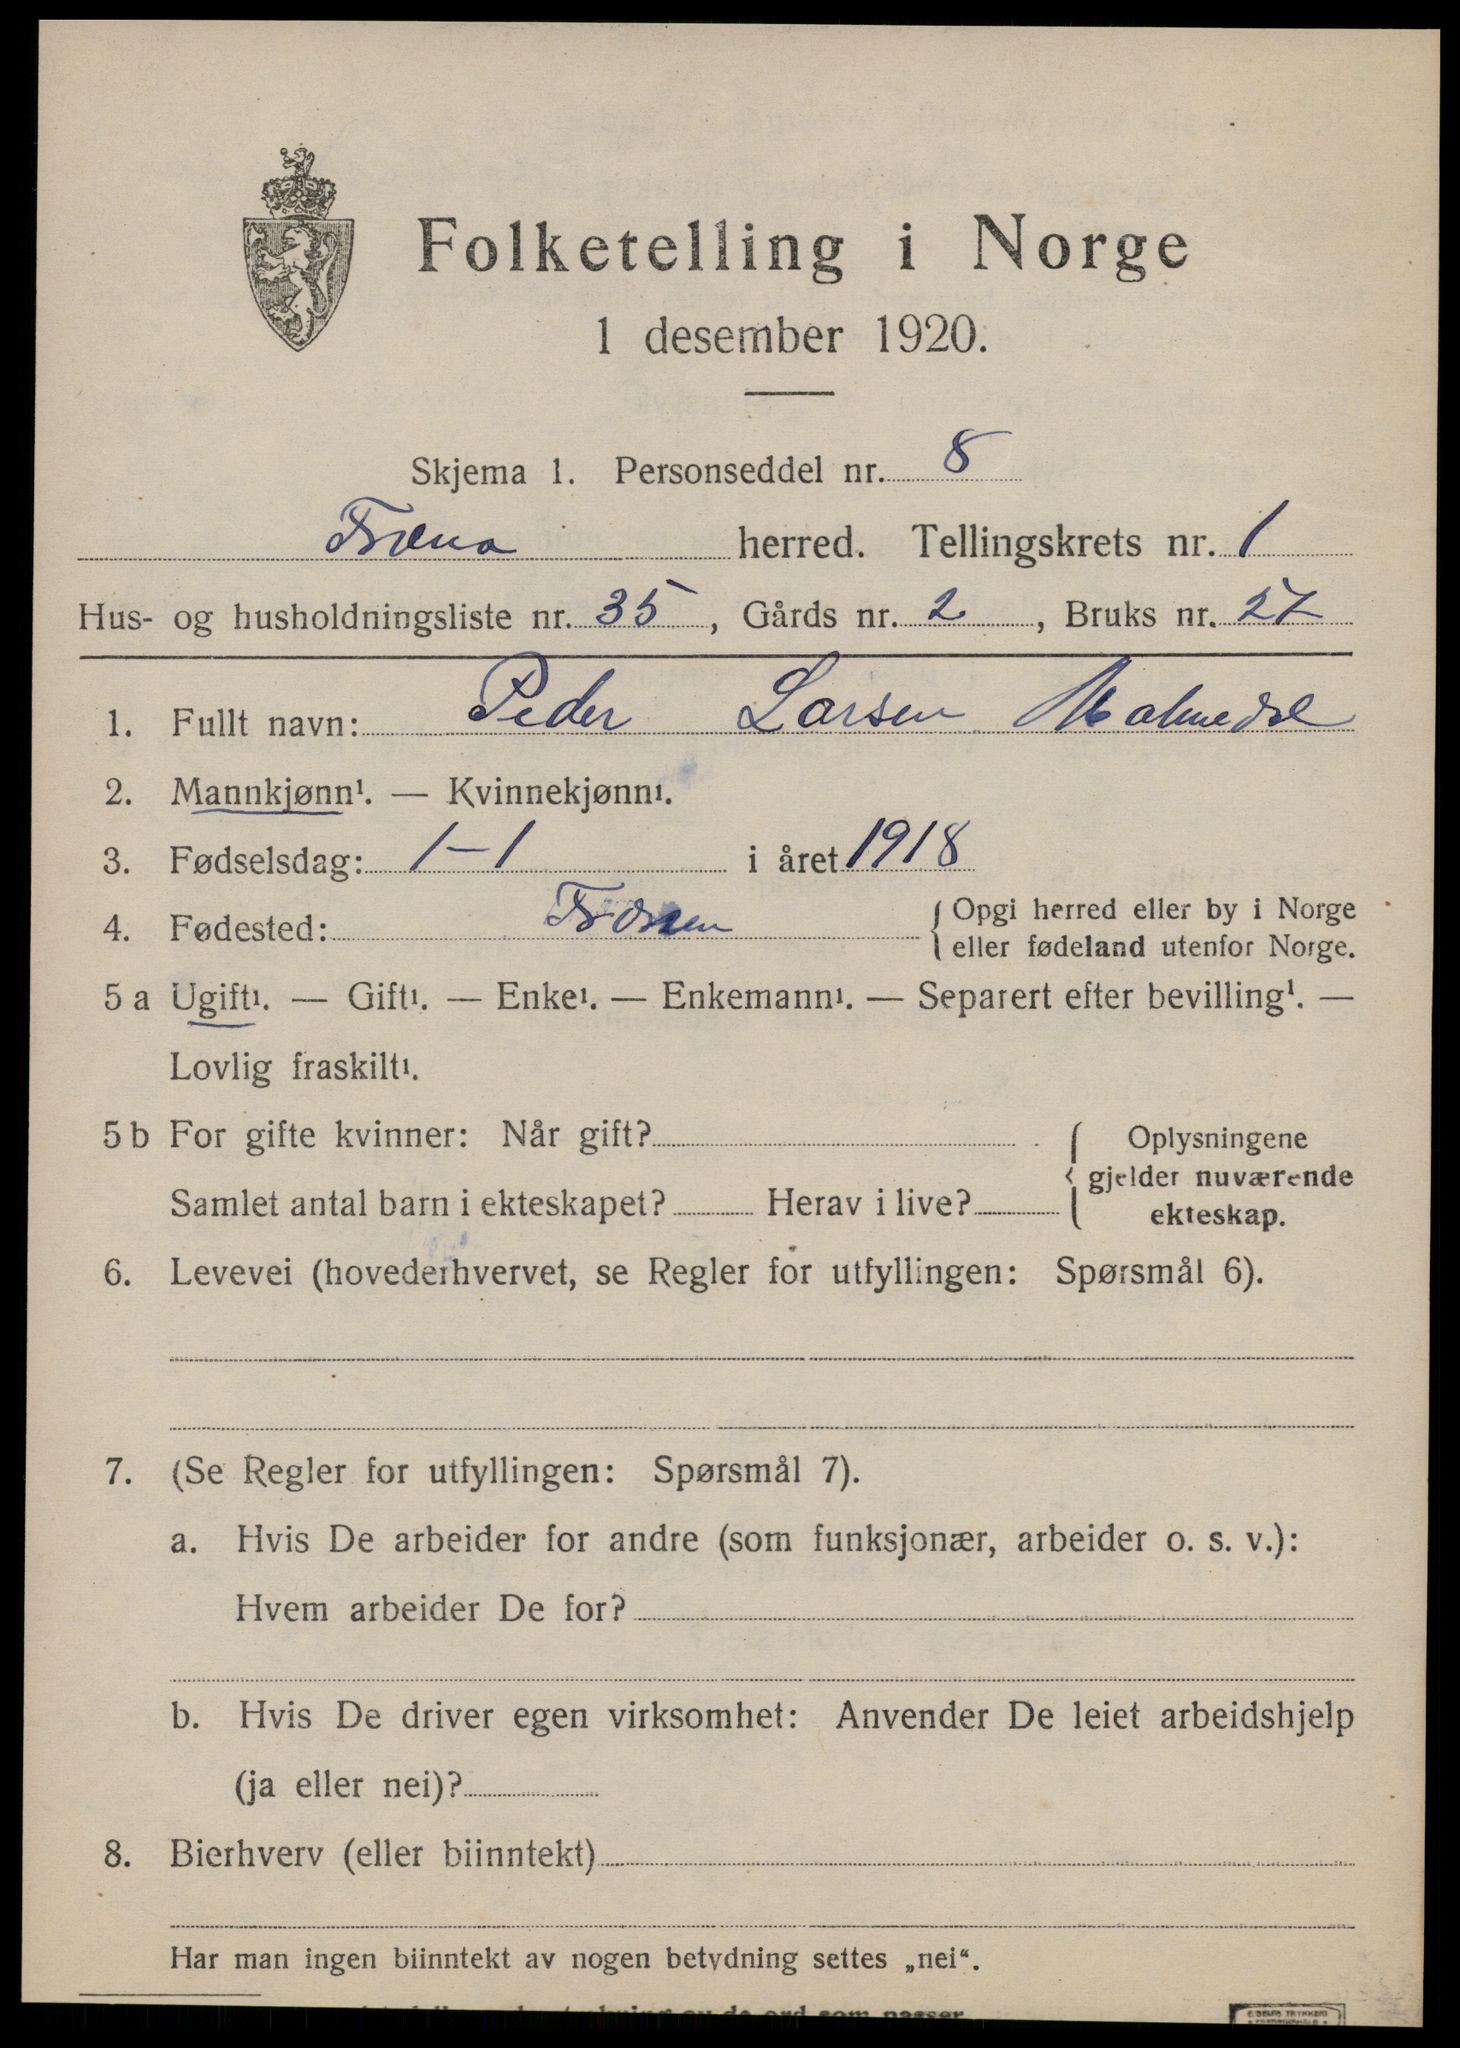 Folketelling i Norge
1 desember 1920.
Skjema 1. Personseddel nr. 8
Fræna herred. Tellingskrets nr. 1
Hus- og husholdningsliste nr. 35, Gårds nr. 2, Bruks nr. 27
1. Fullt navn: Peder Larsen Malmedal
2. Mannkjønn¹. — Kvinnekjønn¹.
3. Fødselsdag: 1-1 i året 1918
4. Fødested: { Opgi herred eller by i Norge
eller fødeland utenfor Norge.
5 a Ugift¹. — Gift¹. — Enke¹. — Enkemann¹. — Separert efter bevilling¹. —
Lovlig fraskilt¹.
5 b For gifte kvinner: Når gift? { Oplysningene
gjelder nuværende
Samlet antal barn i ekteskapet? Herav i live?
ekteskap.
6. Levevei (hovederhvervet, se Regler for utfyllingen: Spørsmål 6).
7. (Se Regler for utfyllingen: Spørsmål 7).
a. Hvis De arbeider for andre (som funksjonær, arbeider o. s. v.):
Hvem arbeider De for?
b. Hvis De driver egen virksomhet: Anvender De leiet arbeidshjelp
(ja eller nei)?
8. Bierhverv (eller biinntekt)
Har man ingen biinntekt av nogen betydning settes „nei“.
av de ord som passer